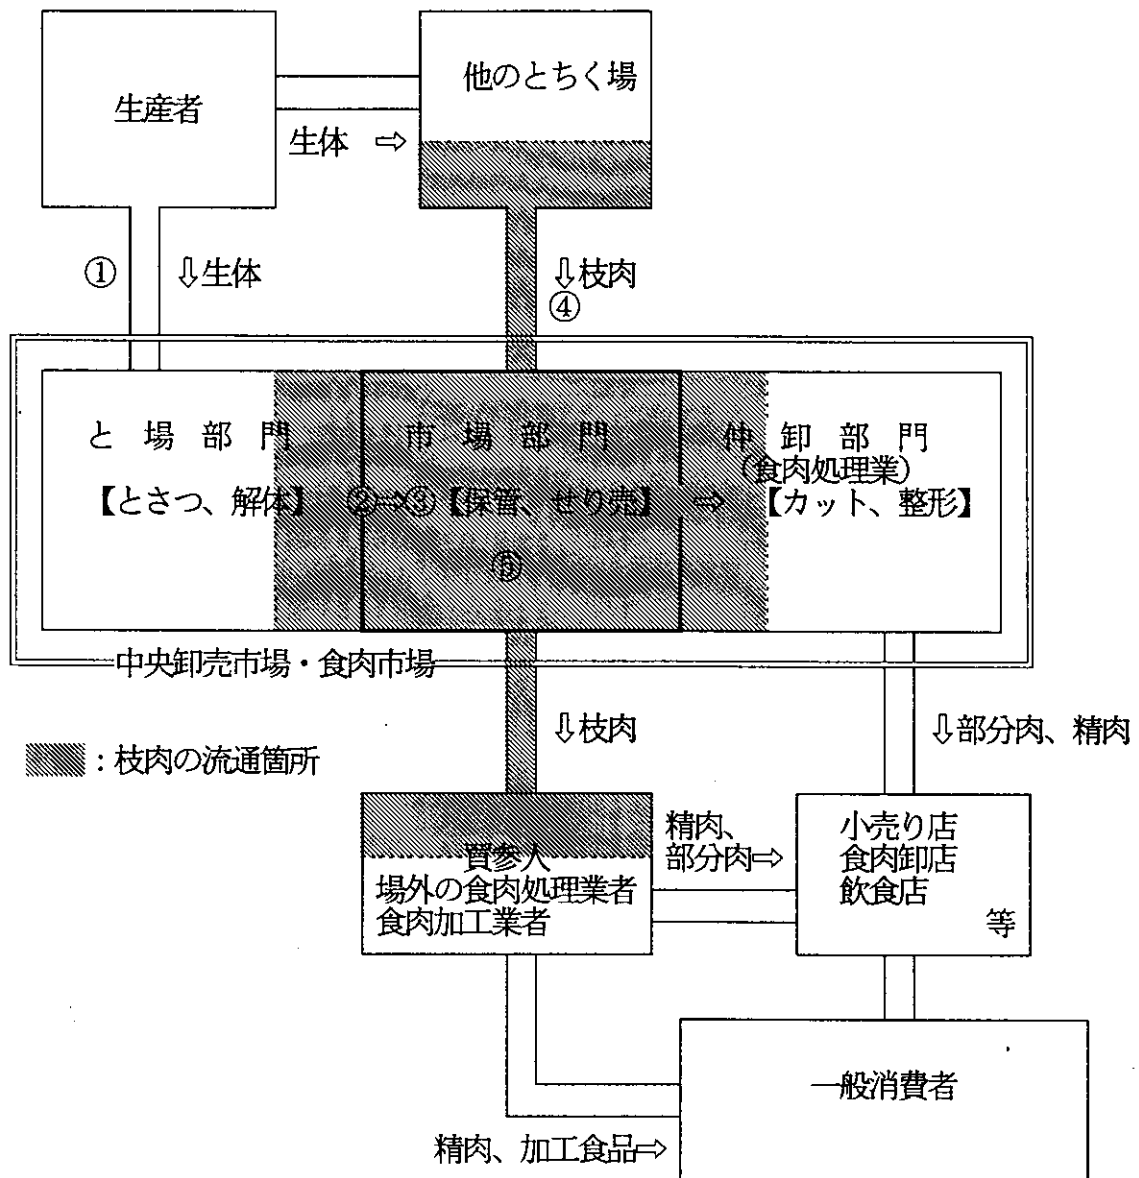 生産者
他のとちく場
生体 ⇨
①
⇩生体
⇩枝肉
④
と場部門
市場部門
仲卸部門
(食肉処理業)
【とさつ、解体】
②⇨③【保管、せり売】
⇨
【カット、整形】
⑤
中央卸売市場・食肉市場
⇩枝肉
⇩部分肉、精肉
:枝肉の流通箇所
買参人
場外の食肉処理業者
食肉加工業者
精肉、
部分肉⇨
小売り店
食肉卸店
飲食店
等
一般消費者
精肉、加工食品⇨